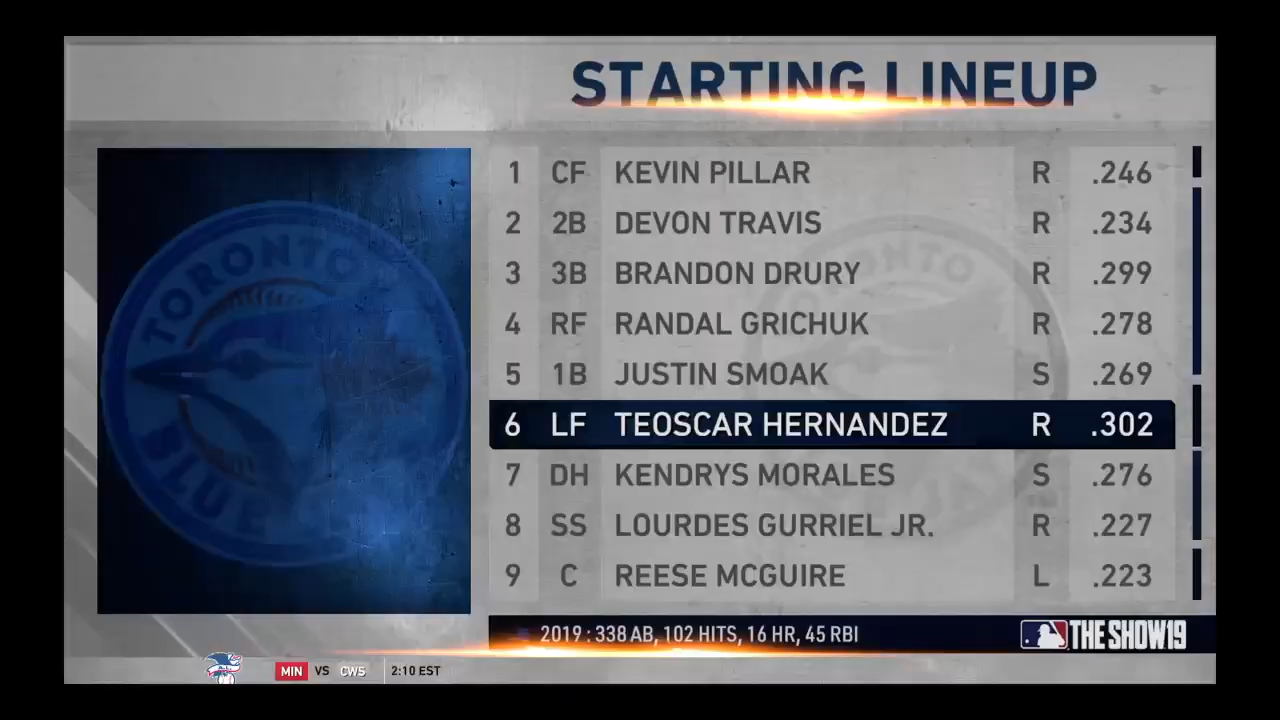 STARTING LINEUP
TORONTO
BLUE
1 CF KEVIN PILLAR R .246
2 2B DEVON TRAVIS R .234
3 3B BRANDON DRURY R .299
4 RF RANDAL GRICHUK R .278
5 1B JUSTIN SMOAK S .269
6 LF TEOSCAR HERNANDEZ R .302
7 DH KENDRYS MORALES S .276
8 SS LOURDES GURRIEL JR. R .227
9 C REESE MCGUIRE L .223
2019 : 338 AB, 102 HITS, 16 HR, 45 RBI
THE SHOW19
MIN VS CWS 2:10 EST